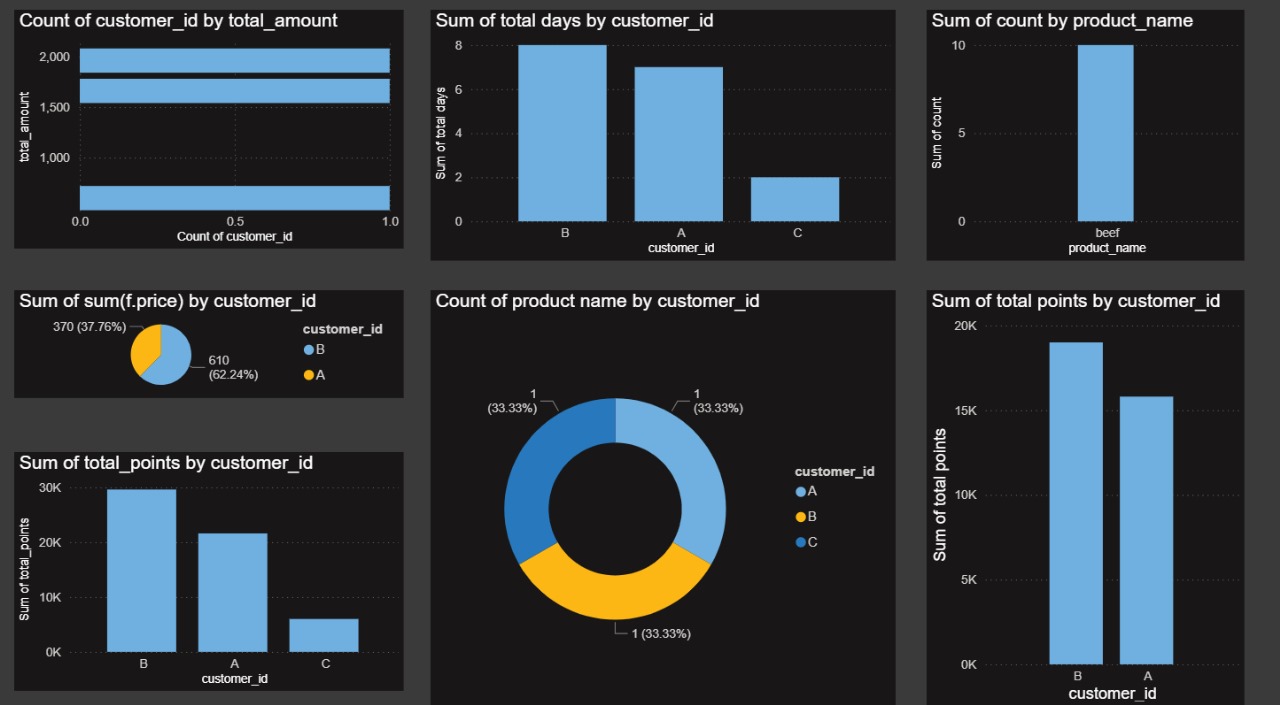 Count of customer_id by total_amount
2,000
1,500
1,000
total_amount
0.0 0.5 1.0
Count of customer_id
Sum of total days by customer_id
8
6
4
2
0
Sum of total days
B A C
customer_id
Sum of count by product_name
10
5
0
Sum of count
beef
product_name
Sum of sum(f.price) by customer_id
370 (37.76%)
610
(62.24%)
customer_id
B
A
Count of product name by customer_id
1
(33.33%)
1
(33.33%)
1 (33.33%)
customer_id
A
B
C
Sum of total points by customer_id
20K
15K
10K
5K
0K
Sum of total points
B A
customer_id
Sum of total_points by customer_id
30K
20K
10K
0K
Sum of total_points
B A C
customer_id